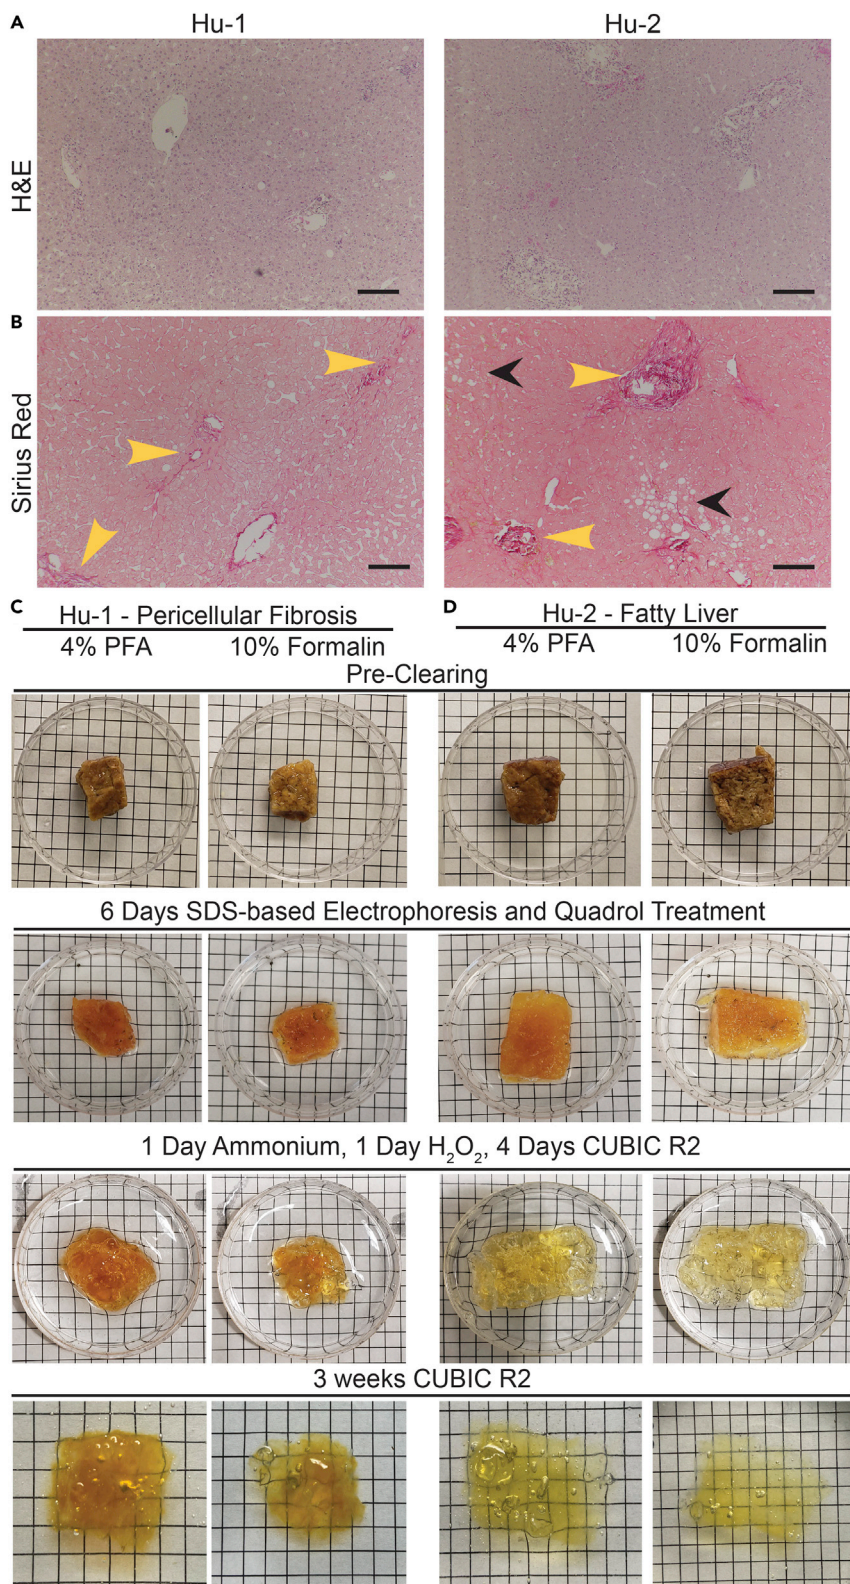 A
Hu-1
Hu-2
H&E
B
Sirius Red
C
Hu-1 - Pericellular Fibrosis
D
Hu-2 - Fatty Liver
4% PFA
10% Formalin
4% PFA
10% Formalin
Pre-Clearing
6 Days SDS-based Electrophoresis and Quadrol Treatment
1 Day Ammonium, 1 Day H₂O₂, 4 Days CUBIC R2
3 weeks CUBIC R2